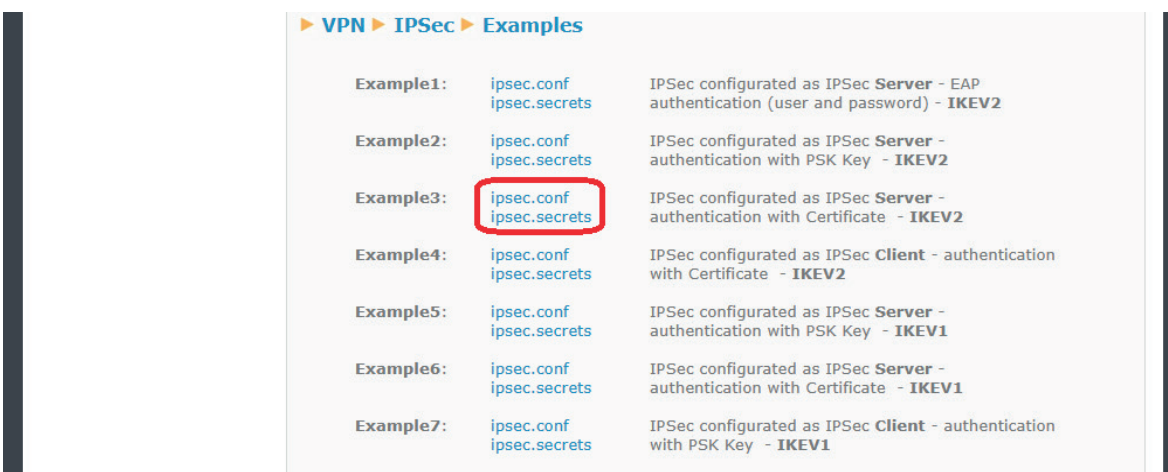 ► VPN ► IPSec ► Examples
Example1: ipsec.conf IPSec configurated as IPSec Server - EAP
ipsec.secrets authentication (user and password) - IKEV2
Example2: ipsec.conf IPSec configurated as IPSec Server -
ipsec.secrets authentication with PSK Key - IKEV2
Example3: ipsec.conf IPSec configurated as IPSec Server -
ipsec.secrets authentication with Certificate - IKEV2
Example4: ipsec.conf IPSec configurated as IPSec Client - authentication
ipsec.secrets with Certificate - IKEV2
Example5: ipsec.conf IPSec configurated as IPSec Server -
ipsec.secrets authentication with PSK Key - IKEV1
Example6: ipsec.conf IPSec configurated as IPSec Server -
ipsec.secrets authentication with Certificate - IKEV1
Example7: ipsec.conf IPSec configurated as IPSec Client - authentication
ipsec.secrets with PSK Key - IKEV1